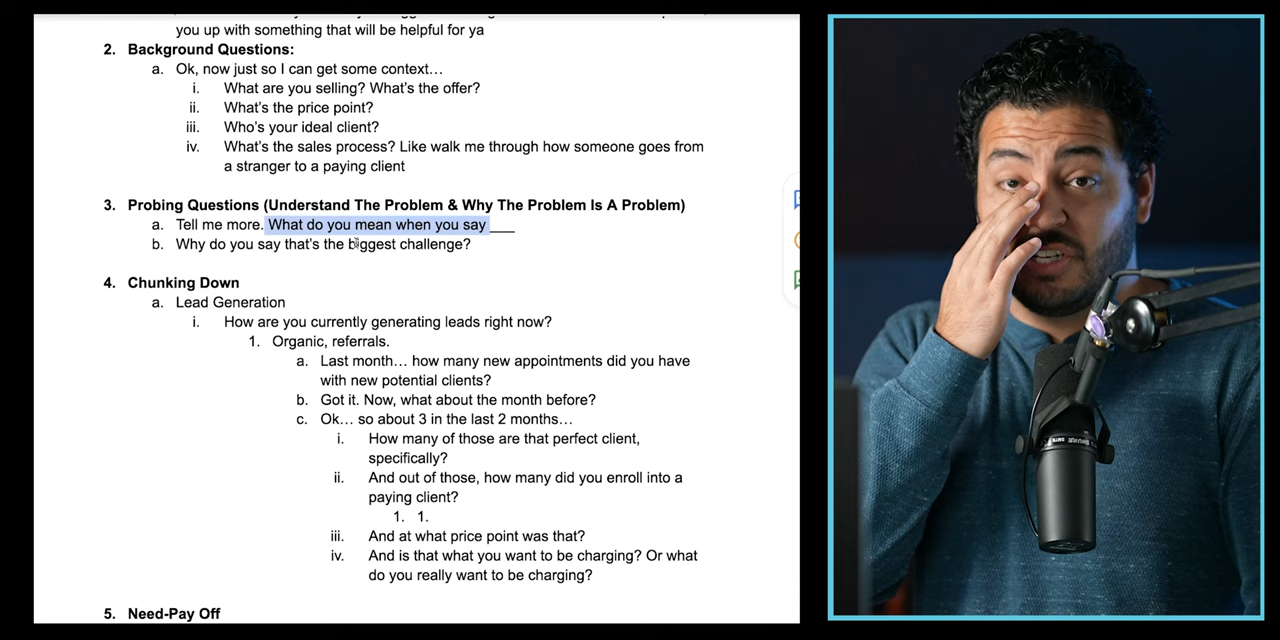 you up with something that will be helpful for ya
2. Background Questions:
a. Ok, now just so I can get some context…
i. What are you selling? What's the offer?
ii. What's the price point?
iii. Who's your ideal client?
iv. What's the sales process? Like walk me through how someone goes from
a stranger to a paying client
3. Probing Questions (Understand The Problem & Why The Problem Is A Problem)
a. Tell me more. What do you mean when you say ___
b. Why do you say that's the biggest challenge?
4. Chunking Down
a. Lead Generation
i. How are you currently generating leads right now?
1. Organic, referrals.
a. Last month… how many new appointments did you have
with new potential clients?
b. Got it. Now, what about the month before?
c. Ok… so about 3 in the last 2 months…
i. How many of those are that perfect client,
specifically?
ii. And out of those, how many did you enroll into a
paying client?
1. 1.
iii. And at what price point was that?
iv. And is that what you want to be charging? Or what
do you really want to be charging?
5. Need-Pay Off